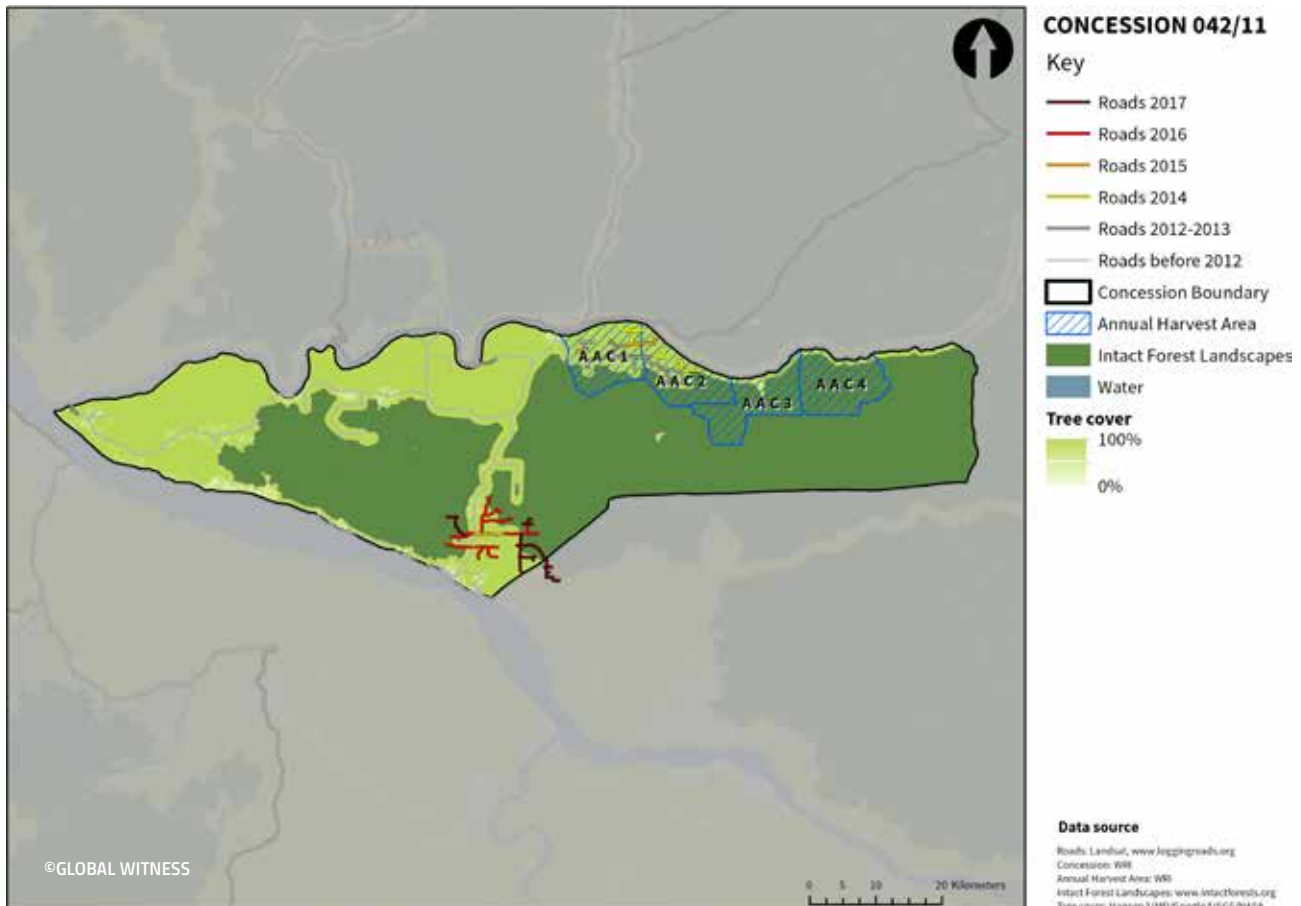 CONCESSION 042/11
Key
Roads 2017
Roads 2016
Roads 2015
Roads 2014
Roads 2012-2013
Roads before 2012
Concession Boundary
Annual Harvest Area
Intact Forest Landscapes
Water
Tree cover
100%
0%
AAC1
AAC2
AAC3
AAC4
©GLOBAL WITNESS
0 5 10 20 Kilometers
Data source
Roads: Landsat, www.loggingroads.org
Concession: WRI
Annual Harvest Area: WRI
Intact Forest Landscapes: www.intactforests.org